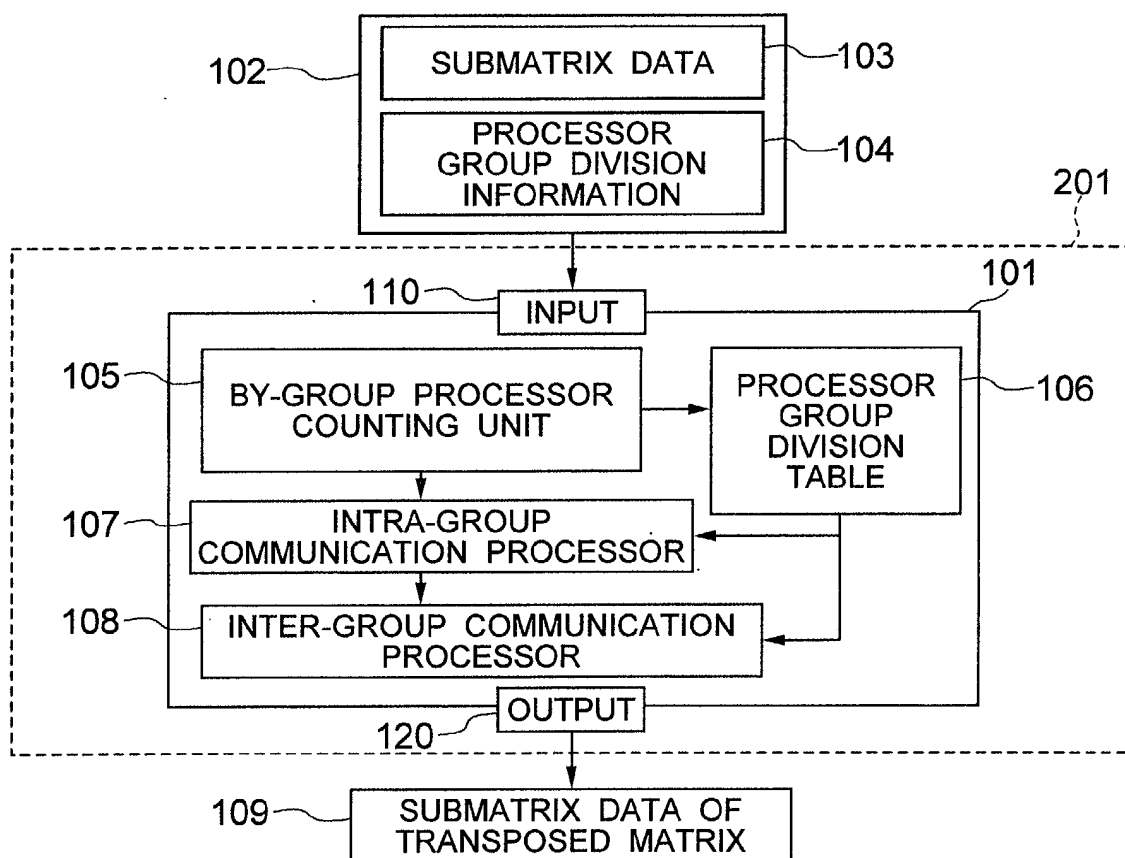 102
SUBMATRIX DATA
103
PROCESSOR
GROUP DIVISION
INFORMATION
104
201
110
INPUT
101
105
BY-GROUP PROCESSOR
COUNTING UNIT
PROCESSOR
GROUP
DIVISION
TABLE
106
107
INTRA-GROUP
COMMUNICATION PROCESSOR
108
INTER-GROUP COMMUNICATION
PROCESSOR
OUTPUT
120
109
SUBMATRIX DATA OF
TRANSPOSED MATRIX